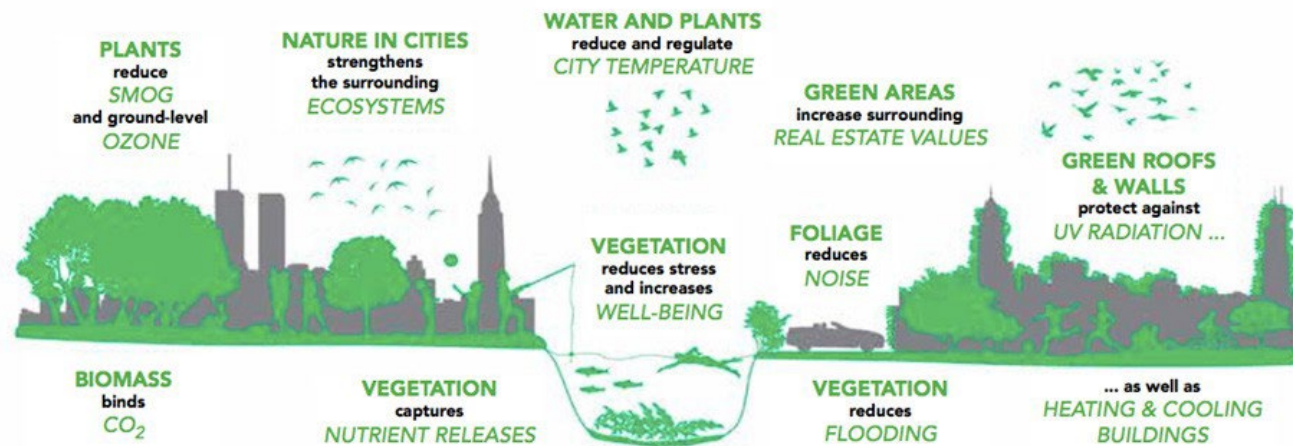 PLANTS
reduce
SMOG
and ground-level
OZONE
NATURE IN CITIES
strengthens
the surrounding
ECOSYSTEMS
WATER AND PLANTS
reduce and regulate
CITY TEMPERATURE
GREEN AREAS
increase surrounding
REAL ESTATE VALUES
GREEN ROOFS
& WALLS
protect against
UV RADIATION ...
VEGETATION
reduces stress
and increases
WELL-BEING
FOLIAGE
reduces
NOISE
BIOMASS
binds
CO₂
VEGETATION
captures
NUTRIENT RELEASES
VEGETATION
reduces
FLOODING
... as well as
HEATING & COOLING
BUILDINGS